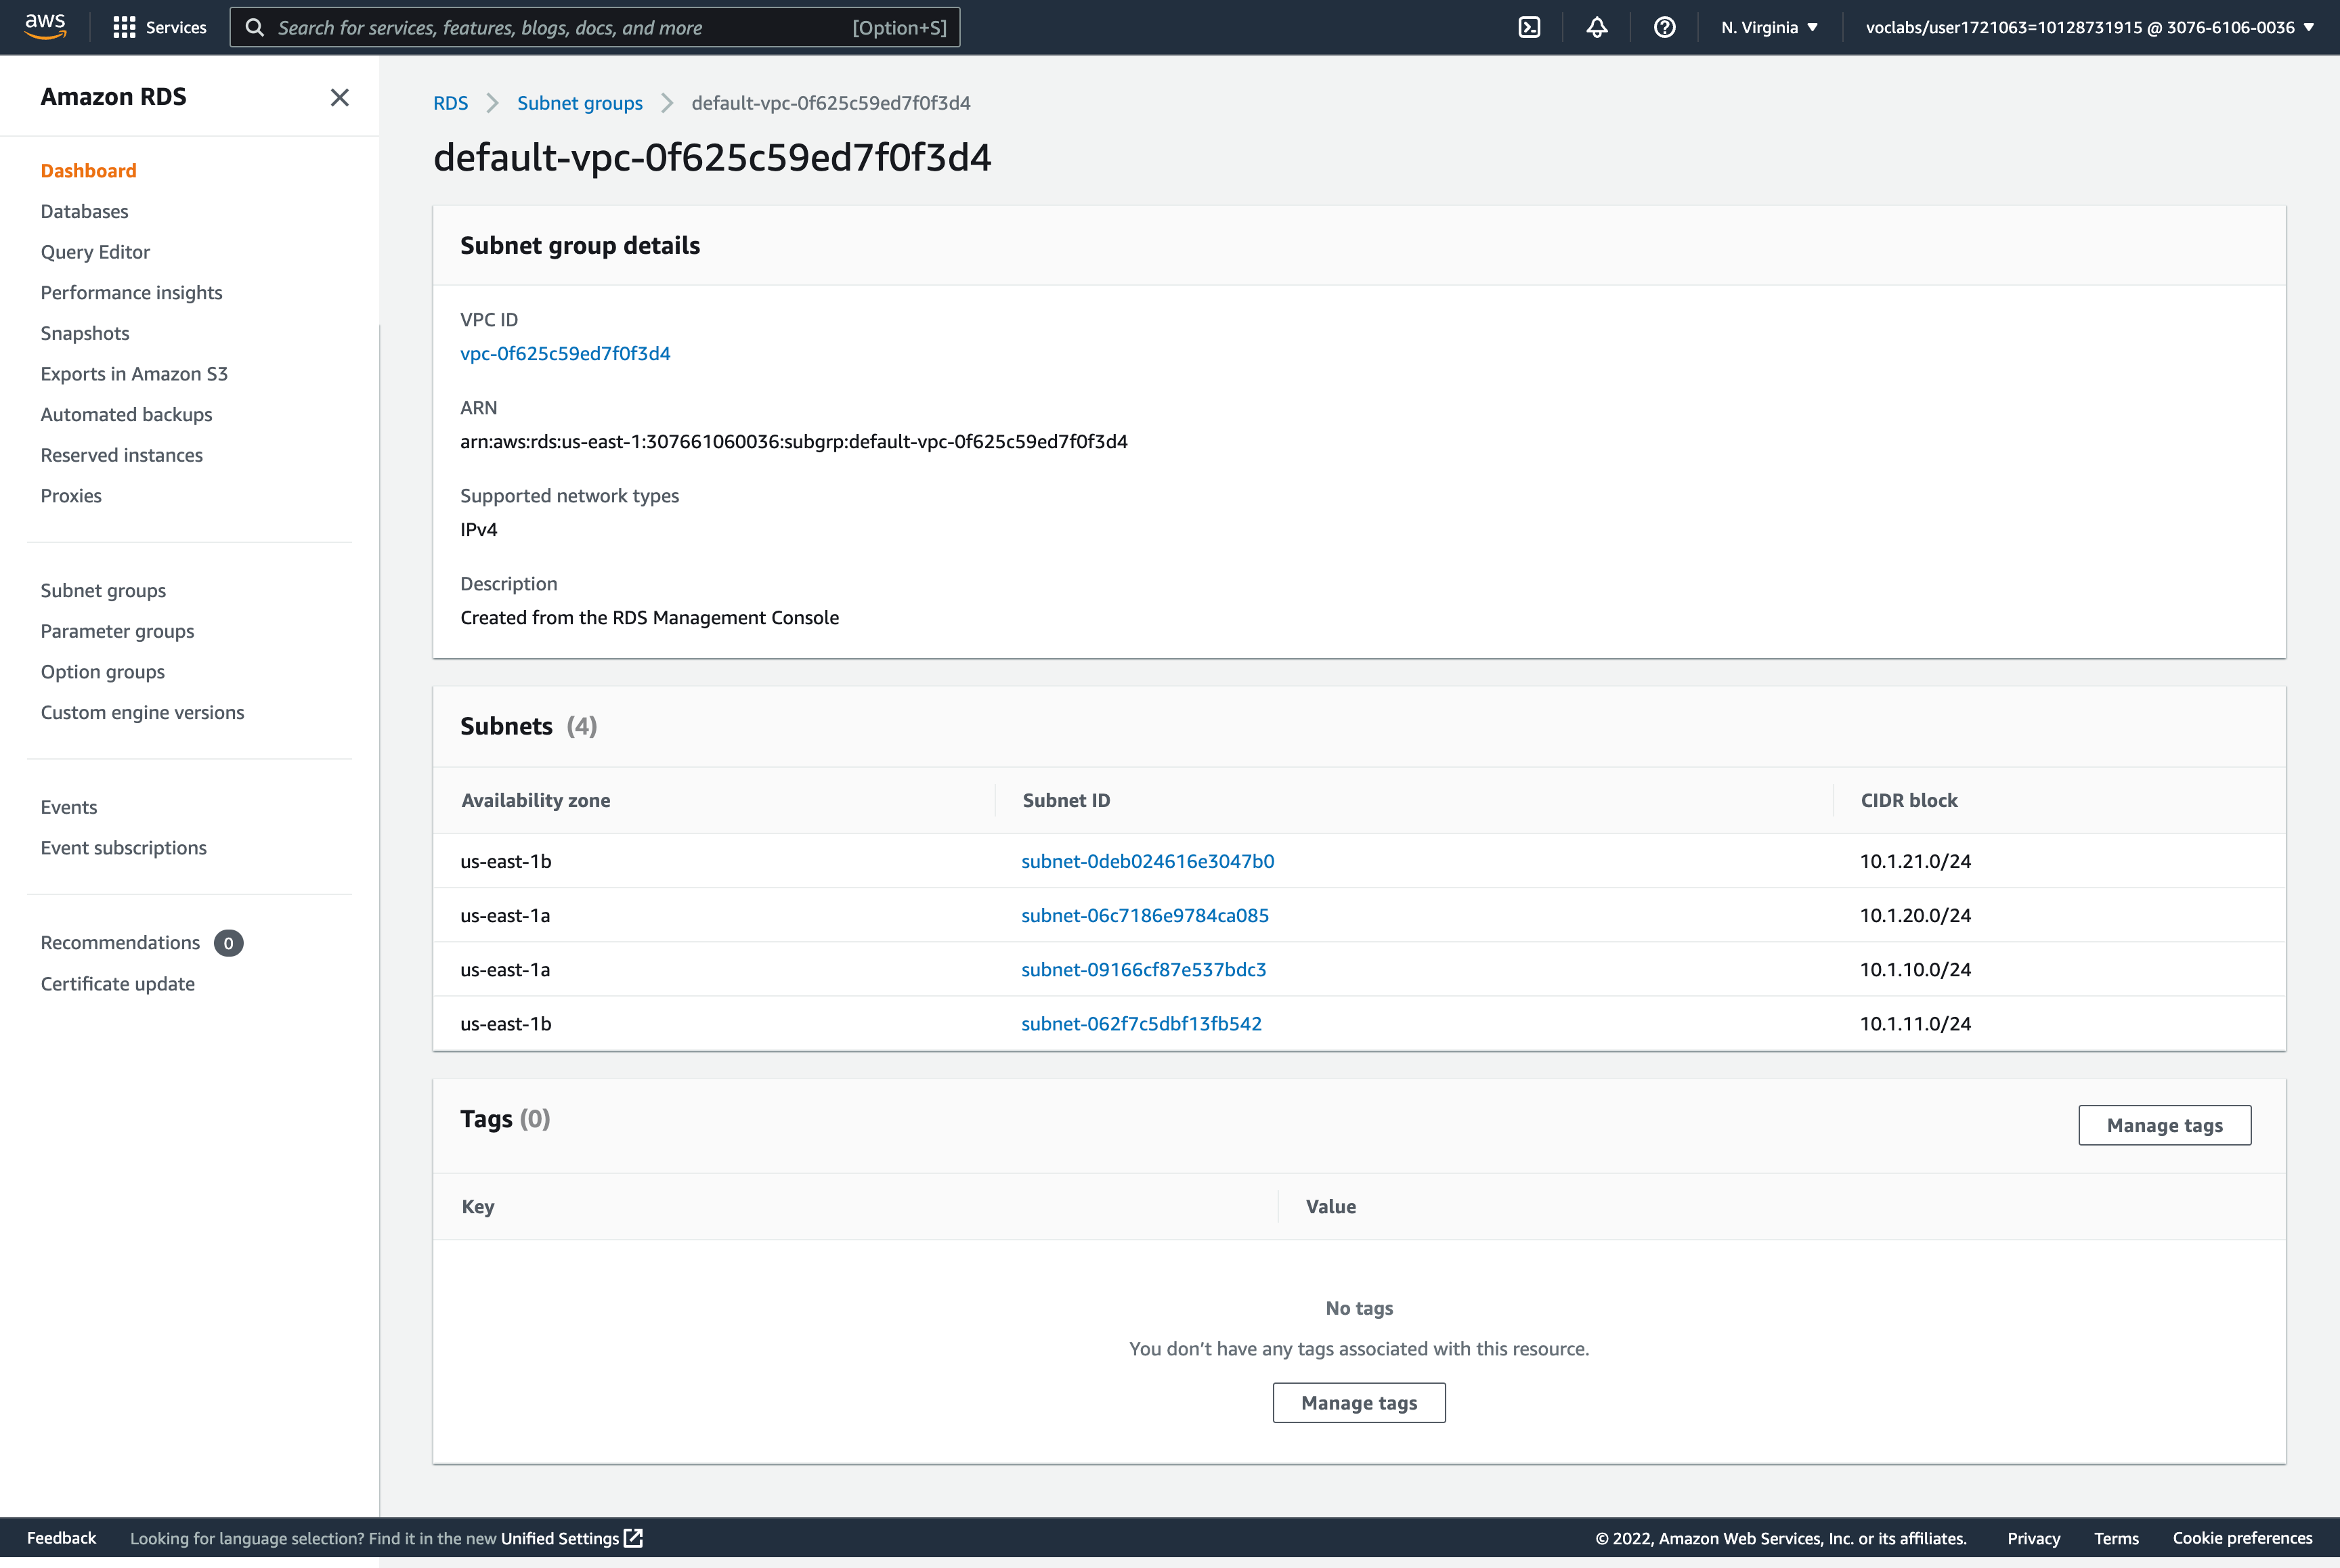 aws
Services
Search for services, features, blogs, docs, and more [Option+S]
N. Virginia
voclabs/user1721063=10128731915 @ 3076-6106-0036
Amazon RDS
Dashboard
Databases
Query Editor
Performance insights
Snapshots
Exports in Amazon S3
Automated backups
Reserved instances
Proxies
Subnet groups
Parameter groups
Option groups
Custom engine versions
Events
Event subscriptions
Recommendations 0
Certificate update
RDS > Subnet groups > default-vpc-0f625c59ed7f0f3d4
default-vpc-0f625c59ed7f0f3d4
Subnet group details
VPC ID
vpc-0f625c59ed7f0f3d4
ARN
arn:aws:rds:us-east-1:307661060036:subgrp:default-vpc-0f625c59ed7f0f3d4
Supported network types
IPv4
Description
Created from the RDS Management Console
Subnets (4)
Availability zone Subnet ID CIDR block
us-east-1b subnet-0deb024616e3047b0 10.1.21.0/24
us-east-1a subnet-06c7186e9784ca085 10.1.20.0/24
us-east-1a subnet-09166cf87e537bdc3 10.1.10.0/24
us-east-1b subnet-062f7c5dbf13fb542 10.1.11.0/24
Tags (0)
Manage tags
Key Value
No tags
You don’t have any tags associated with this resource.
Manage tags
Feedback Looking for language selection? Find it in the new Unified Settings
© 2022, Amazon Web Services, Inc. or its affiliates. Privacy Terms Cookie preferences